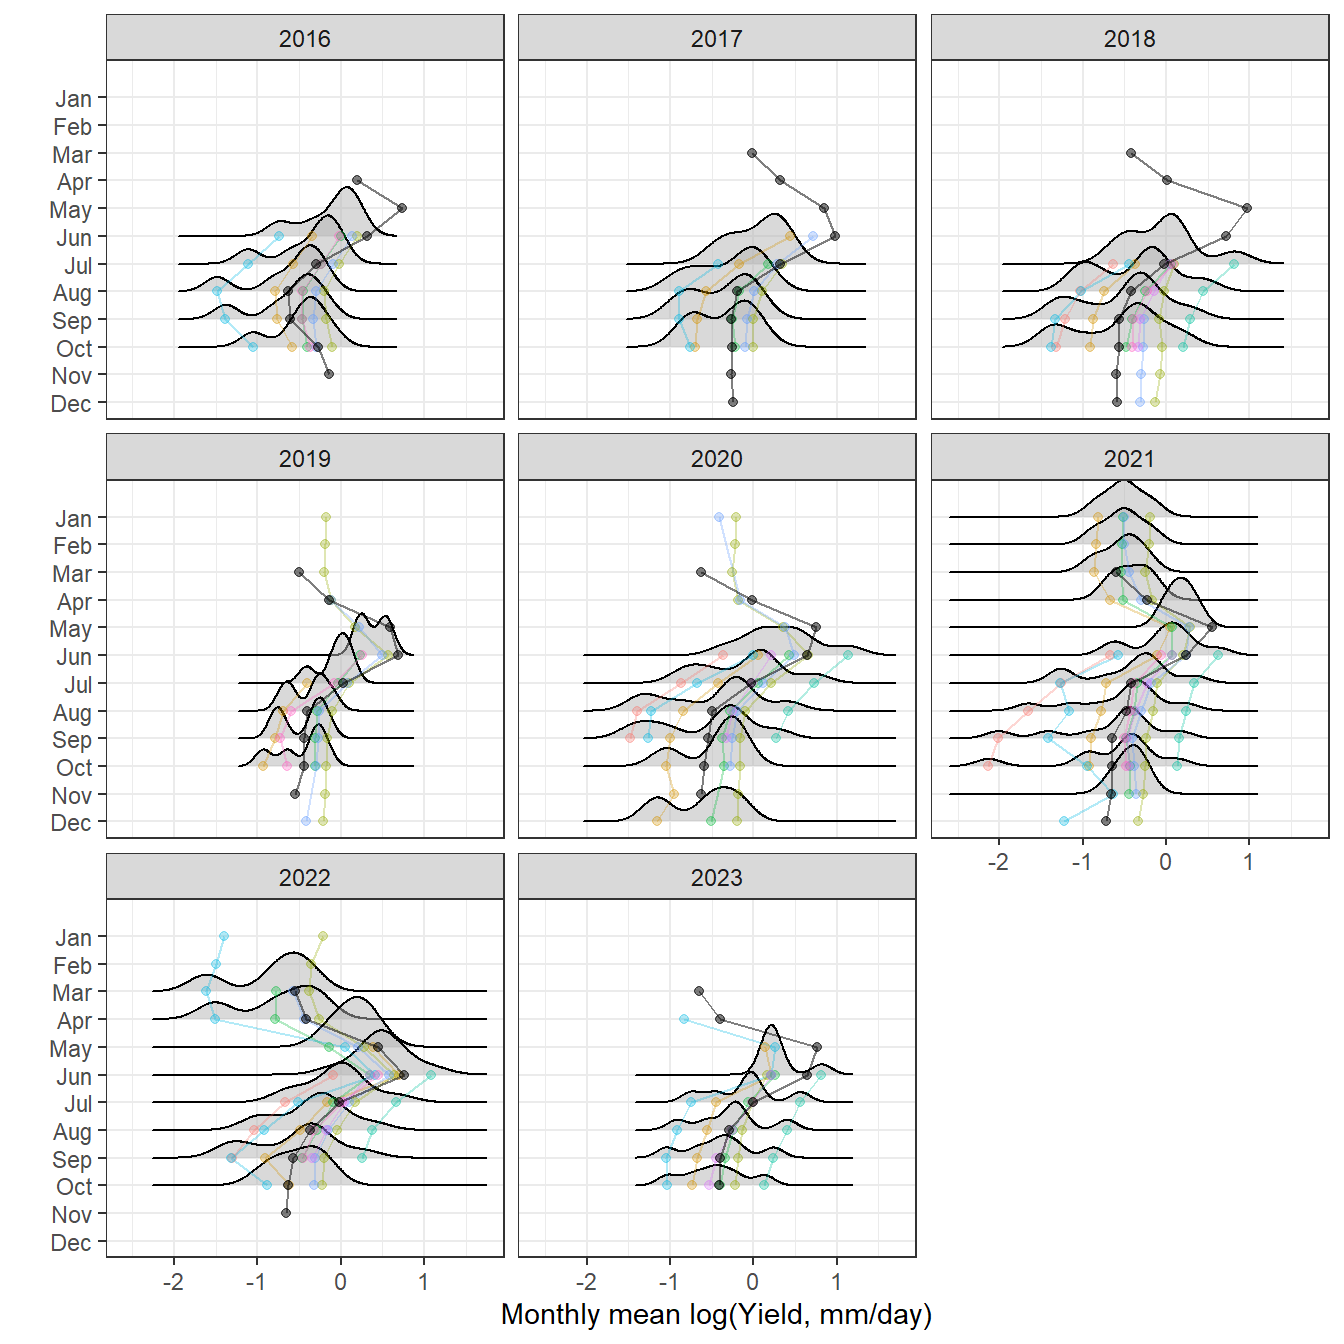 2016 2017 2018
Jan
Feb
Mar
Apr
May
Jun
Jul
Aug
Sep
Oct
Nov
Dec
2019 2020 2021
Jan
Feb
Mar
Apr
May
Jun
Jul
Aug
Sep
Oct
Nov
Dec
-2 -1 0 1
2022 2023
Jan
Feb
Mar
Apr
May
Jun
Jul
Aug
Sep
Oct
Nov
Dec
-2 -1 0 1 -2 -1 0 1
Monthly mean log(Yield, mm/day)